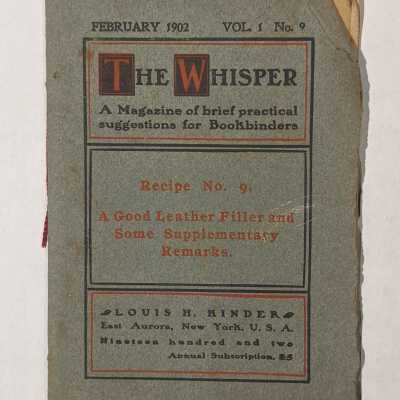 FEBRUARY 1902 VOL. 1 No. 9
THE WHISPER
A Magazine of brief practical
suggestions for Bookbinders
Recipe No. 9.
A Good Leather Filler and
Some Supplementary
Remarks.
LOUIS H. KINDER
East Aurora, New York, U. S. A.
Nineteen hundred and two
Annual Subscription, $5